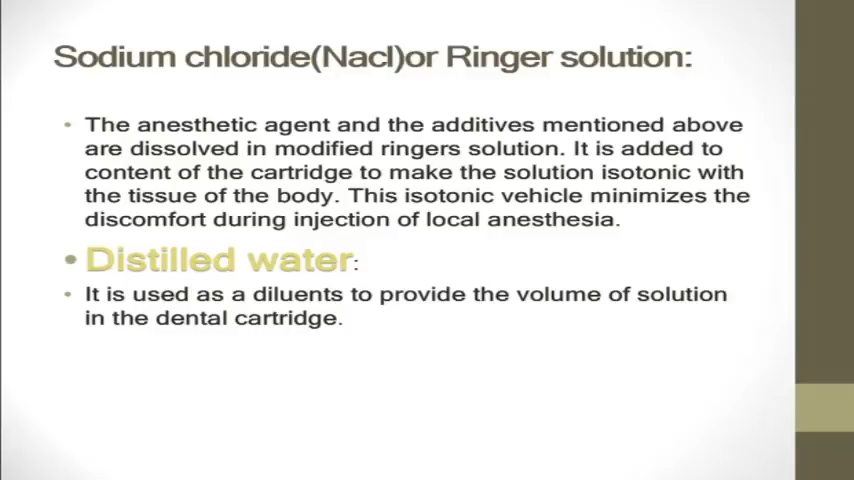 Sodium chloride(Nacl)or Ringer solution:
• The anesthetic agent and the additives mentioned above
are dissolved in modified ringers solution. It is added to
content of the cartridge to make the solution isotonic with
the tissue of the body. This isotonic vehicle minimizes the
discomfort during injection of local anesthesia.
• Distilled water:
• It is used as a diluents to provide the volume of solution
in the dental cartridge.